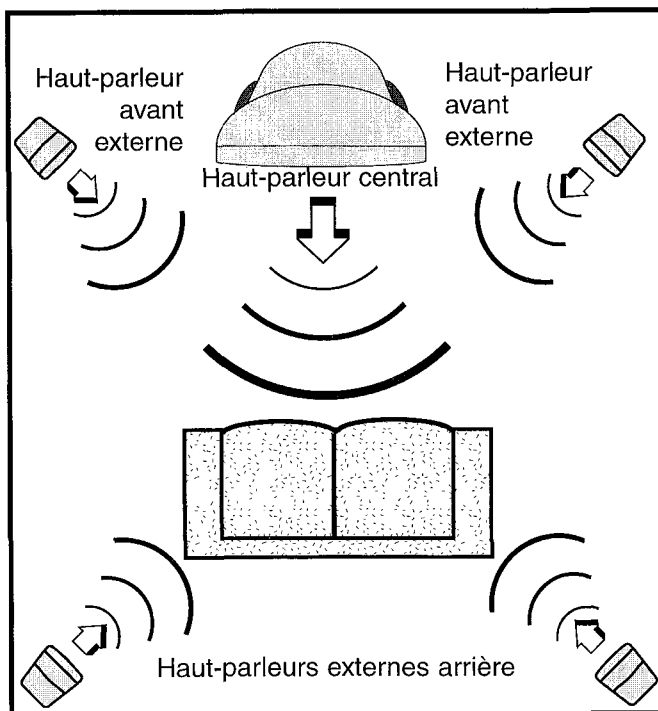 Haut-parleur
avant
externe
Haut-parleur
avant
externe
Haut-parleur central
Haut-parleurs externes arrière